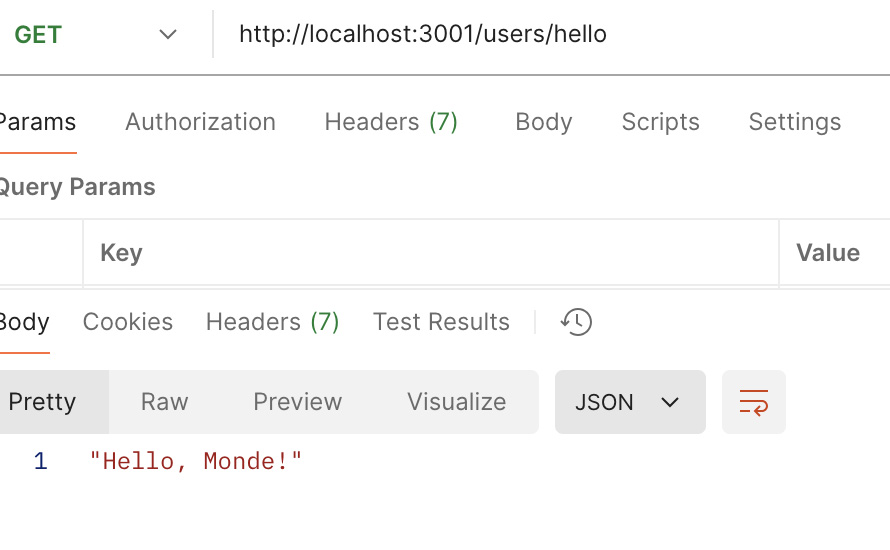 GET http://localhost:3001/users/hello
Params Authorization Headers (7) Body Scripts Settings
Query Params
Key Value
Body Cookies Headers (7) Test Results
Pretty Raw Preview Visualize JSON
1 "Hello, Monde!"